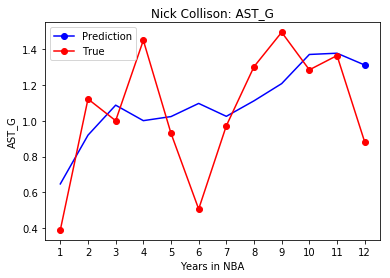 Nick Collison: AST_G
Prediction
True
AST_G
1.4
1.2
1.0
0.8
0.6
0.4
1 2 3 4 5 6 7 8 9 10 11 12
Years in NBA